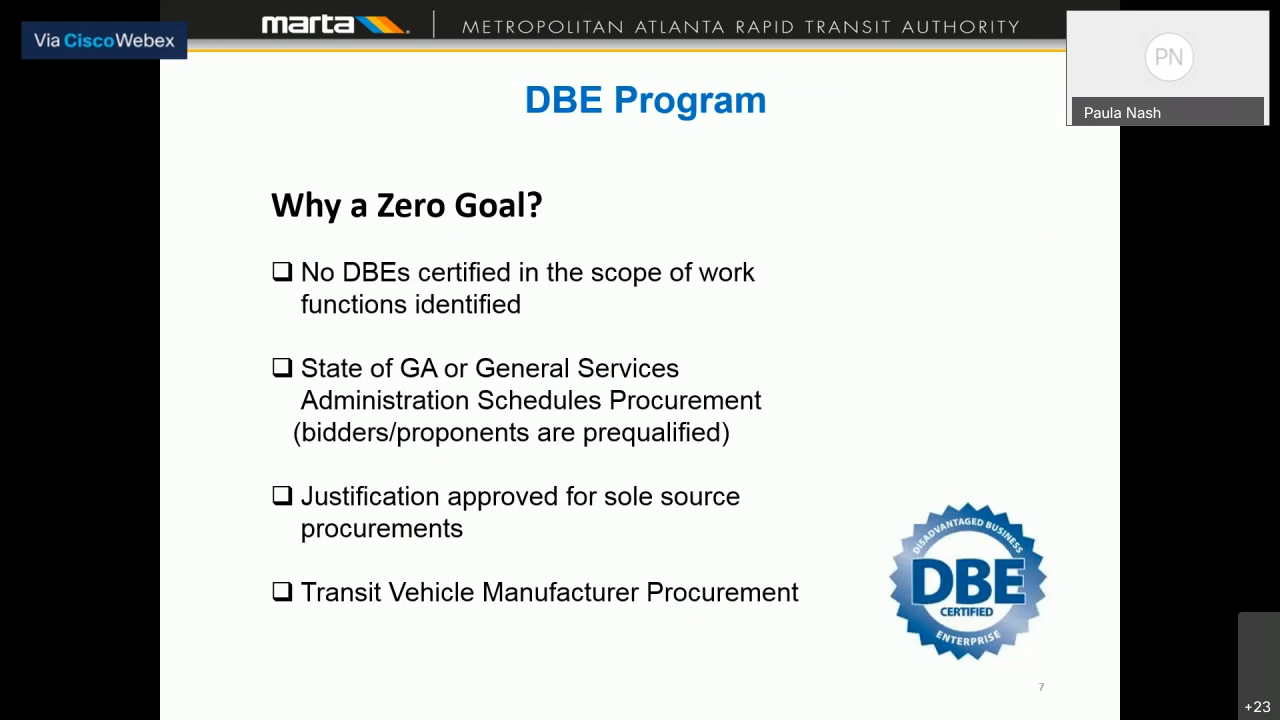 Via Cisco Webex
marta
METROPOLITAN ATLANTA RAPID TRANSIT AUTHORITY
PN
Paula Nash
DBE Program
Why a Zero Goal?
❑ No DBEs certified in the scope of work
functions identified
❑ State of GA or General Services
Administration Schedules Procurement
(bidders/proponents are prequalified)
❑ Justification approved for sole source
procurements
❑ Transit Vehicle Manufacturer Procurement
DISADVANTAGED BUSINESS
DBE
CERTIFIED
ENTERPRISE
7
+23